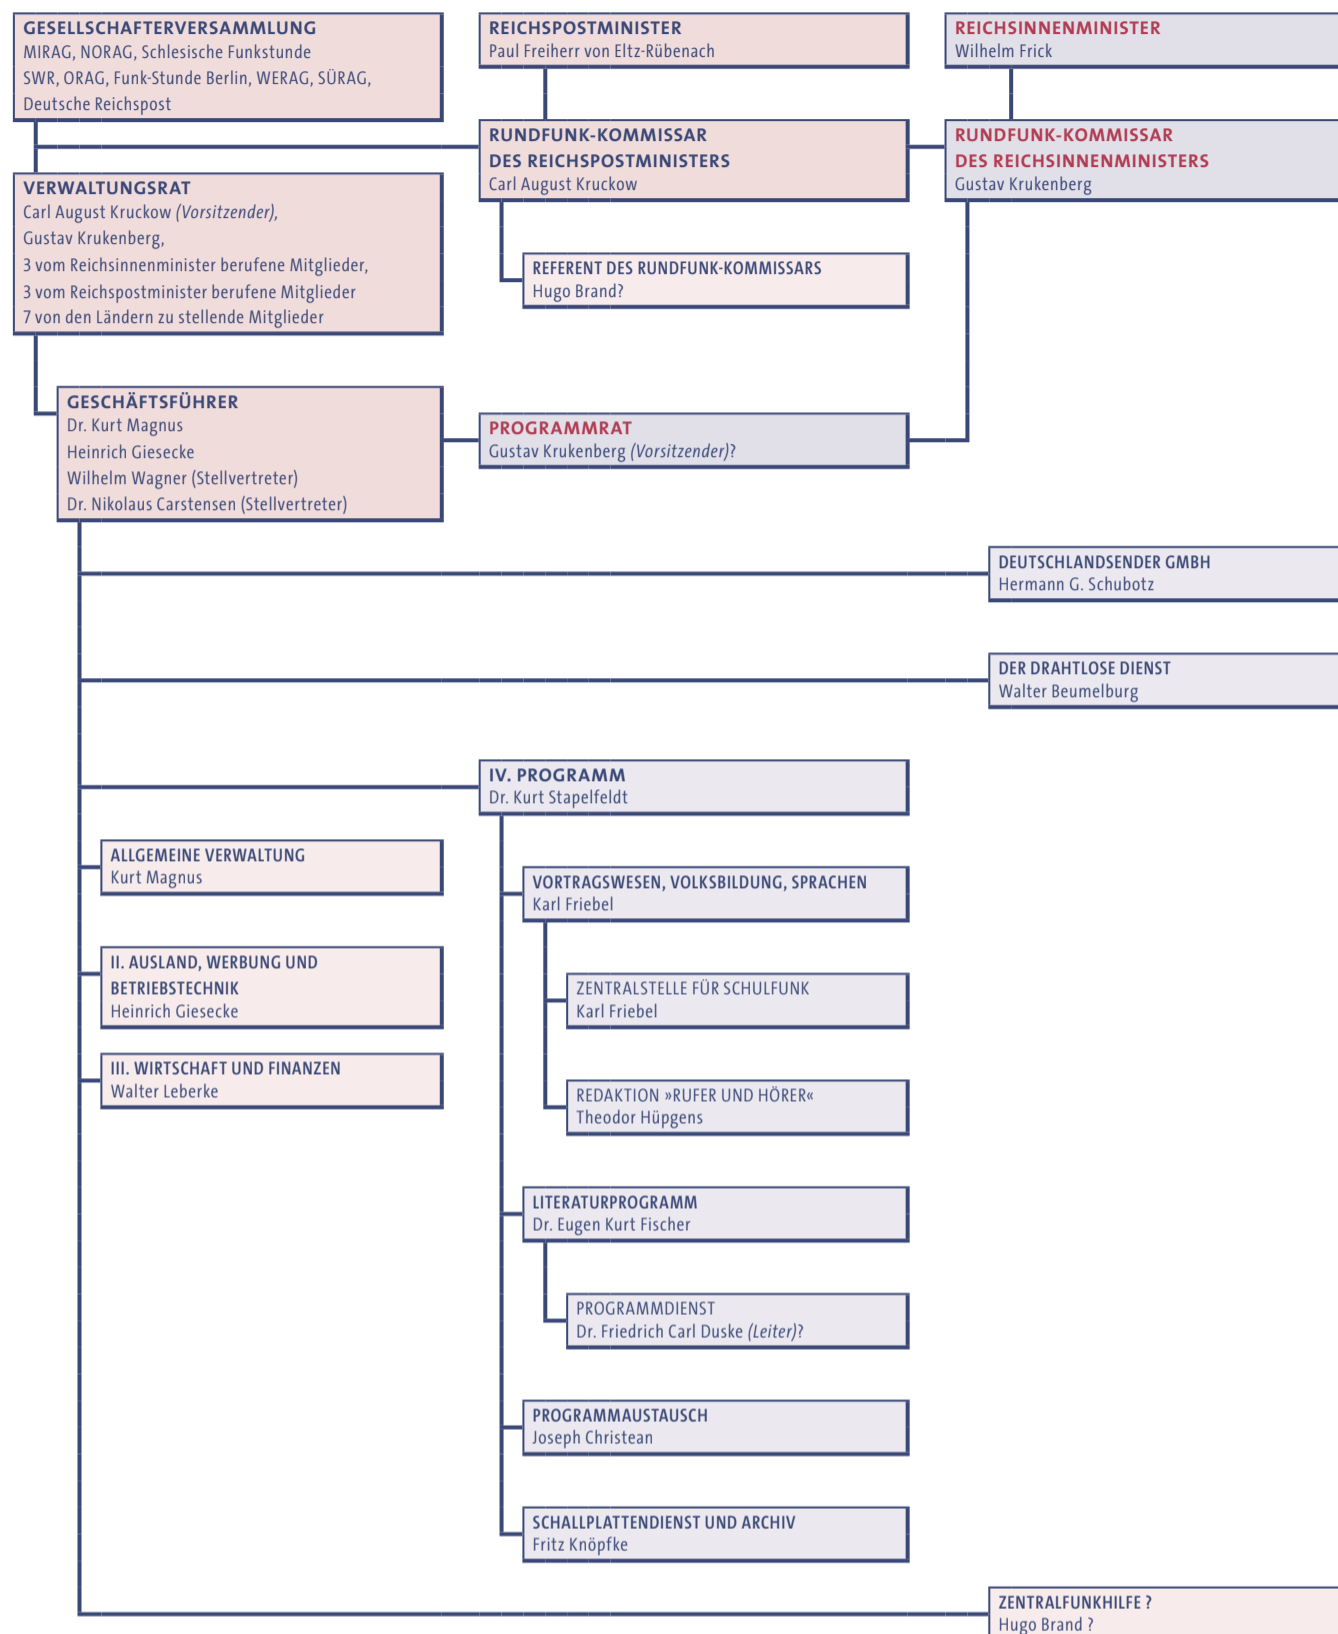 GESELLSCHAFTERVERSAMMLUNG
MIRAG, NORAG, Schlesische Funkstunde
SWR, ORAG, Funk-Stunde Berlin, WERAG, SÜRAG,
Deutsche Reichspost
REICHSPOSTMINISTER
Paul Freiherr von Eltz-Rübenach
REICHSINNENMINISTER
Wilhelm Frick
RUNDFUNK-KOMMISSAR
DES REICHSPOSTMINISTERS
Carl August Kruckow
RUNDFUNK-KOMMISSAR
DES REICHSINNENMINISTERS
Gustav Krukenberg
VERWALTUNGSRAT
Carl August Kruckow (Vorsitzender),
Gustav Krukenberg,
3 vom Reichsinnenminister berufene Mitglieder,
3 vom Reichspostminister berufene Mitglieder
7 von den Ländern zu stellende Mitglieder
REFERENT DES RUNDFUNK-KOMMISSARS
Hugo Brand?
GESCHÄFTSFÜHRER
Dr. Kurt Magnus
Heinrich Giesecke
Wilhelm Wagner (Stellvertreter)
Dr. Nikolaus Carstensen (Stellvertreter)
PROGRAMMRAT
Gustav Krukenberg (Vorsitzender)?
DEUTSCHLANDSENDER GMBH
Hermann G. Schubotz
DER DRAHTLOSE DIENST
Walter Beumelburg
IV. PROGRAMM
Dr. Kurt Stapelfeldt
ALLGEMEINE VERWALTUNG
Kurt Magnus
II. AUSLAND, WERBUNG UND
BETRIEBSTECHNIK
Heinrich Giesecke
III. WIRTSCHAFT UND FINANZEN
Walter Leberke
VORTRAGSWESEN, VOLKSBILDUNG, SPRACHEN
Karl Friebel
ZENTRALSTELLE FÜR SCHULFUNK
Karl Friebel
REDAKTION »RUFER UND HÖRER«
Theodor Hüpgens
LITERATURPROGRAMM
Dr. Eugen Kurt Fischer
PROGRAMMDIENST
Dr. Friedrich Carl Duske (Leiter)?
PROGRAMMAUSTAUSCH
Joseph Christean
SCHALLPLATTENDIENST UND ARCHIV
Fritz Knöpfke
ZENTRALFUNKHILFE ?
Hugo Brand ?